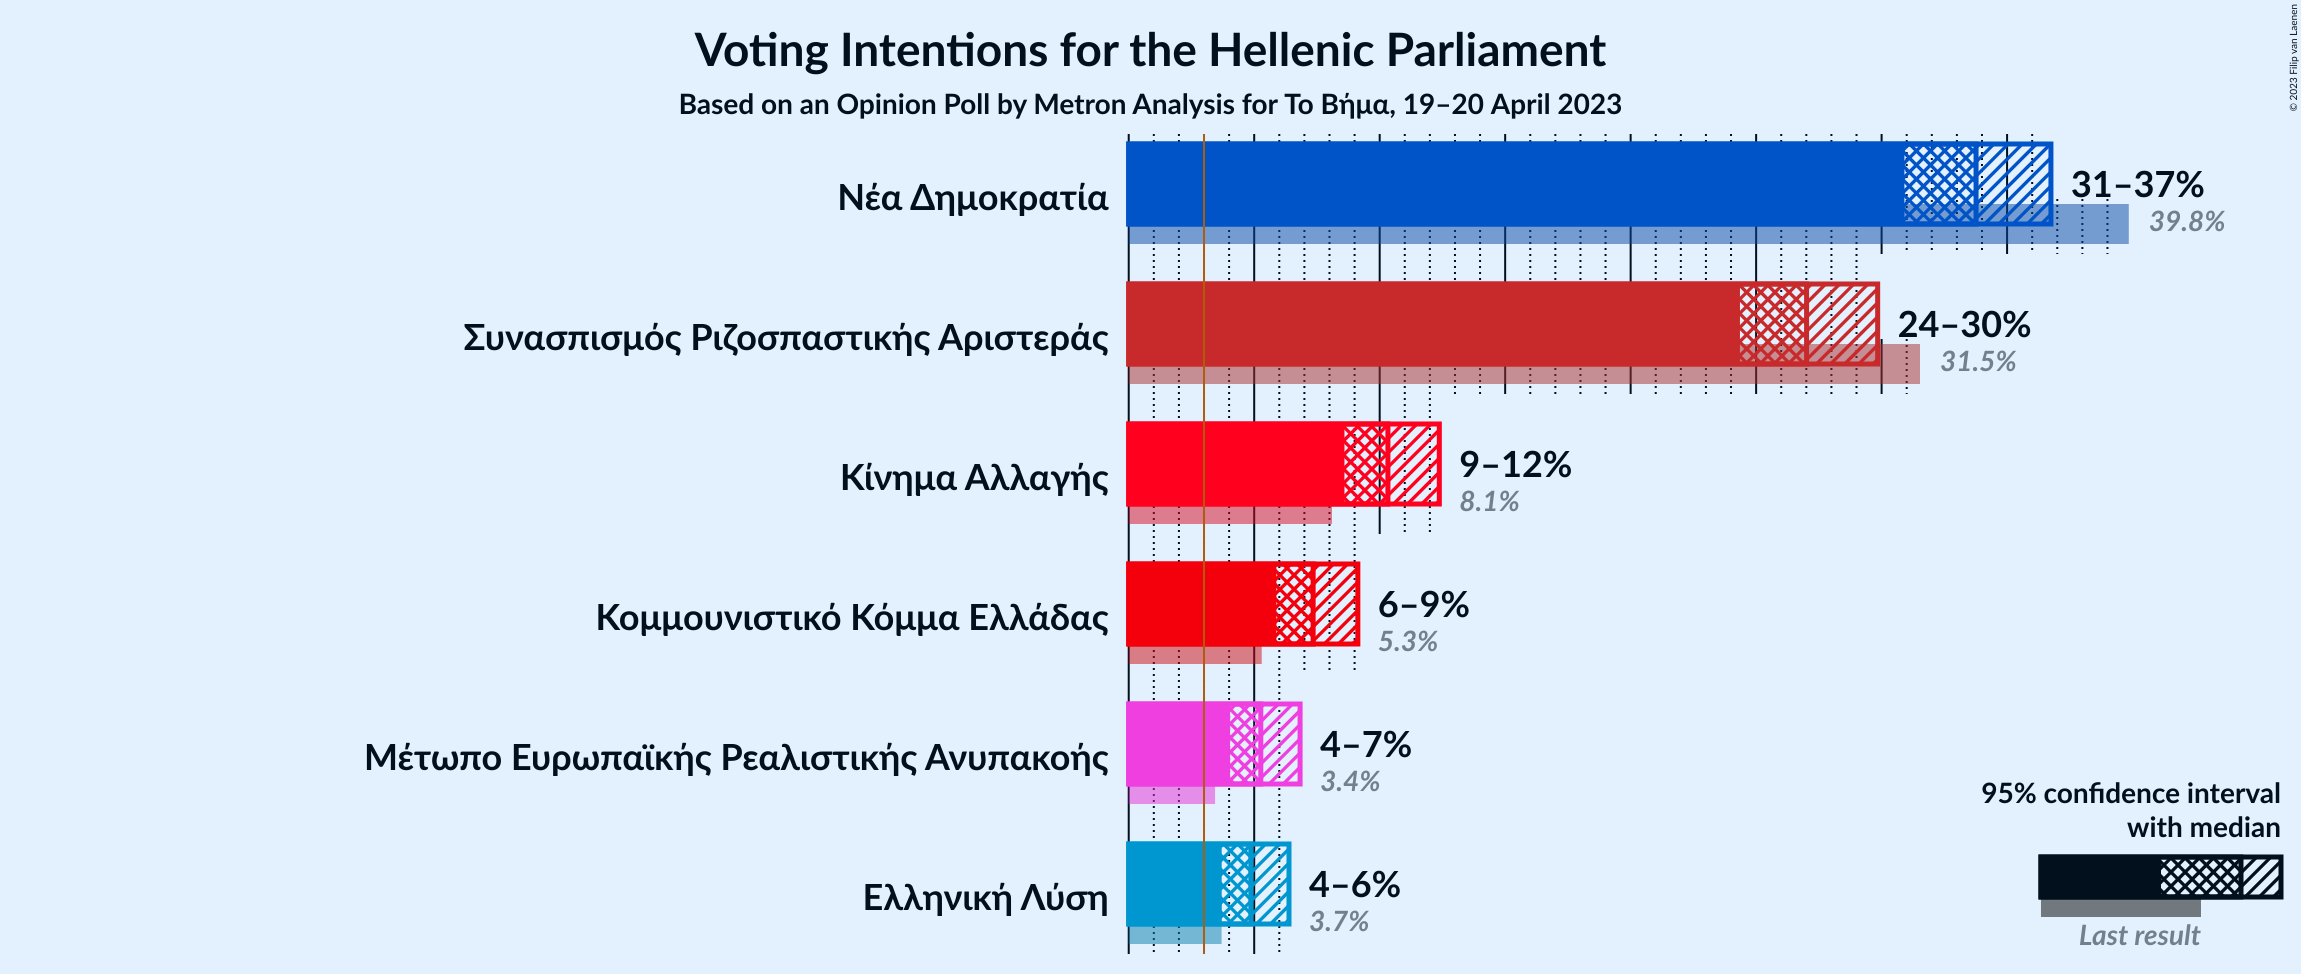 Voting Intentions for the Hellenic Parliament
Based on an Opinion Poll by Metron Analysis for Το Βήμα, 19–20 April 2023
© 2023 Filip van Laenen
Νέα Δημοκρατία
31–37%
39.8%
Συνασπισμός Ριζοσπαστικής Αριστεράς
24–30%
31.5%
Κίνημα Αλλαγής
9–12%
8.1%
Κομμουνιστικό Κόμμα Ελλάδας
6–9%
5.3%
Μέτωπο Ευρωπαϊκής Ρεαλιστικής Ανυπακοής
4–7%
3.4%
Ελληνική Λύση
4–6%
3.7%
95% confidence interval
with median
Last result